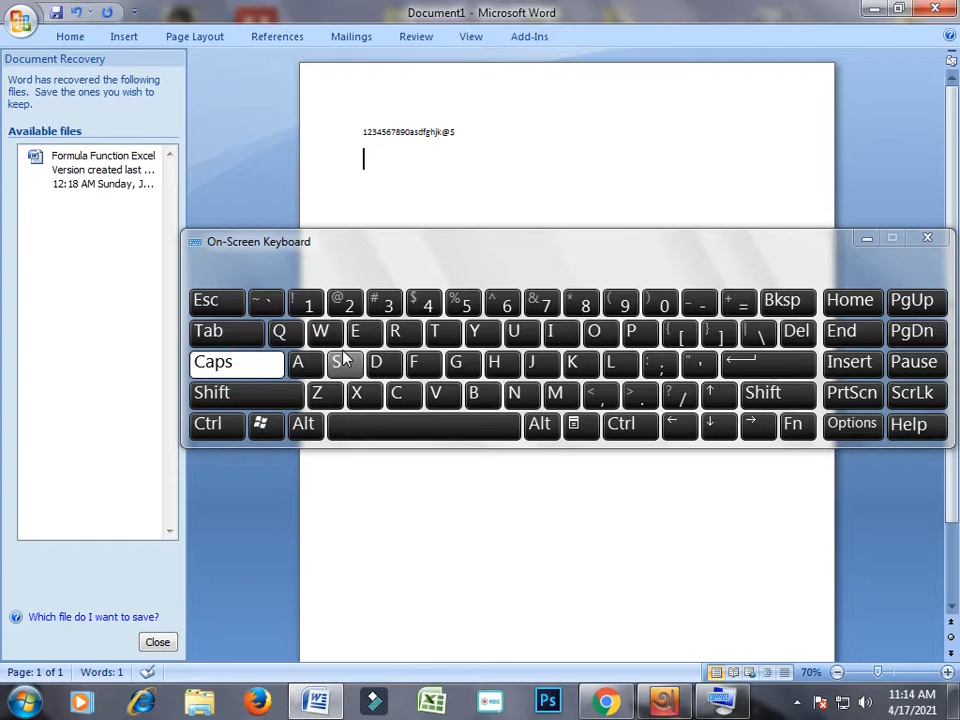 Document1 - Microsoft Word
Home Insert Page Layout References Mailings Review View Add-Ins
Document Recovery
Word has recovered the following
files. Save the ones you wish to
keep.
Available files
Formula Function Excel
Version created last ...
12:18 AM Sunday, J...
1234567890asdfghjk@$
On-Screen Keyboard
Esc ~ ` ! 1 @ 2 # 3 $ 4 % 5 ^ 6 & 7 * 8 ( 9 ) 0 _ - + = Bksp Home PgUp
Tab Q W E R T Y U I O P { [ } ] | \ Del End PgDn
Caps A S D F G H J K L : ; " ' Insert Pause
Shift Z X C V B N M < , > . ? / ↑ Shift PrtScn ScrLk
Ctrl Alt Alt Ctrl ← ↓ → Fn Options Help
Which file do I want to save?
Close
Page: 1 of 1 Words: 1 70%
REC Ps
11:14 AM
4/17/2021